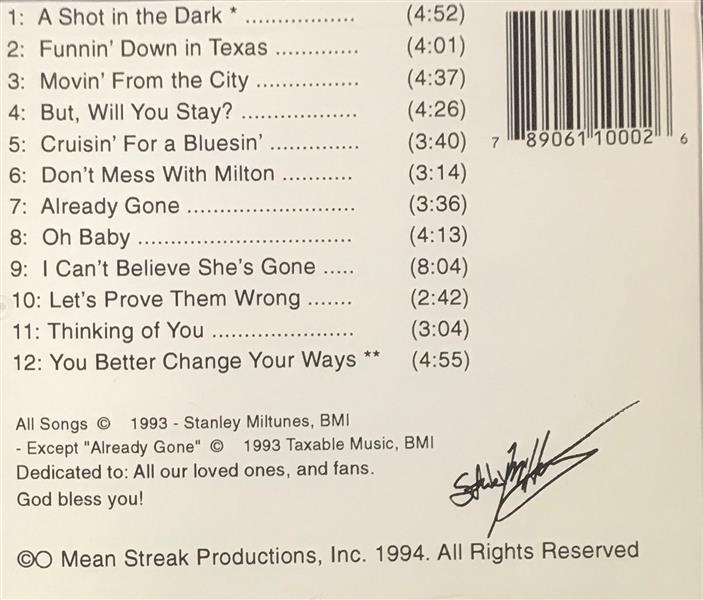 1: A Shot in the Dark * ................. (4:52)
2: Funnin' Down in Texas ............. (4:01)
3: Movin' From the City ................ (4:37)
4: But, Will You Stay? .................. (4:26)
5: Cruisin' For a Bluesin' .............. (3:40)
6: Don't Mess With Milton ........... (3:14)
7: Already Gone .......................... (3:36)
8: Oh Baby ................................. (4:13)
9: I Can't Believe She's Gone ..... (8:04)
10: Let's Prove Them Wrong ....... (2:42)
11: Thinking of You ...................... (3:04)
12: You Better Change Your Ways ** (4:55)
7 89061 10002 6
All Songs © 1993 - Stanley Miltunes, BMI
- Except "Already Gone" © 1993 Taxable Music, BMI
Dedicated to: All our loved ones, and fans.
God bless you!
©O Mean Streak Productions, Inc. 1994. All Rights Reserved